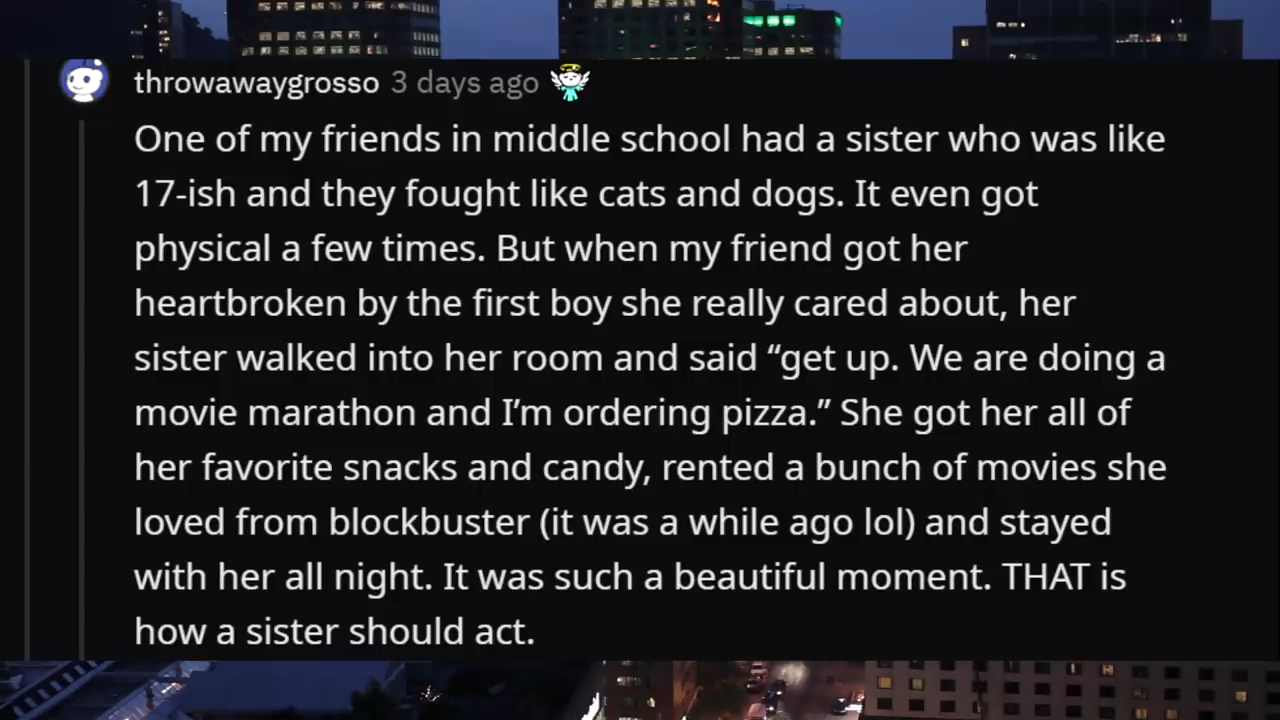 throwawaygrosso 3 days ago
One of my friends in middle school had a sister who was like
17-ish and they fought like cats and dogs. It even got
physical a few times. But when my friend got her
heartbroken by the first boy she really cared about, her
sister walked into her room and said “get up. We are doing a
movie marathon and I’m ordering pizza.” She got her all of
her favorite snacks and candy, rented a bunch of movies she
loved from blockbuster (it was a while ago lol) and stayed
with her all night. It was such a beautiful moment. THAT is
how a sister should act.